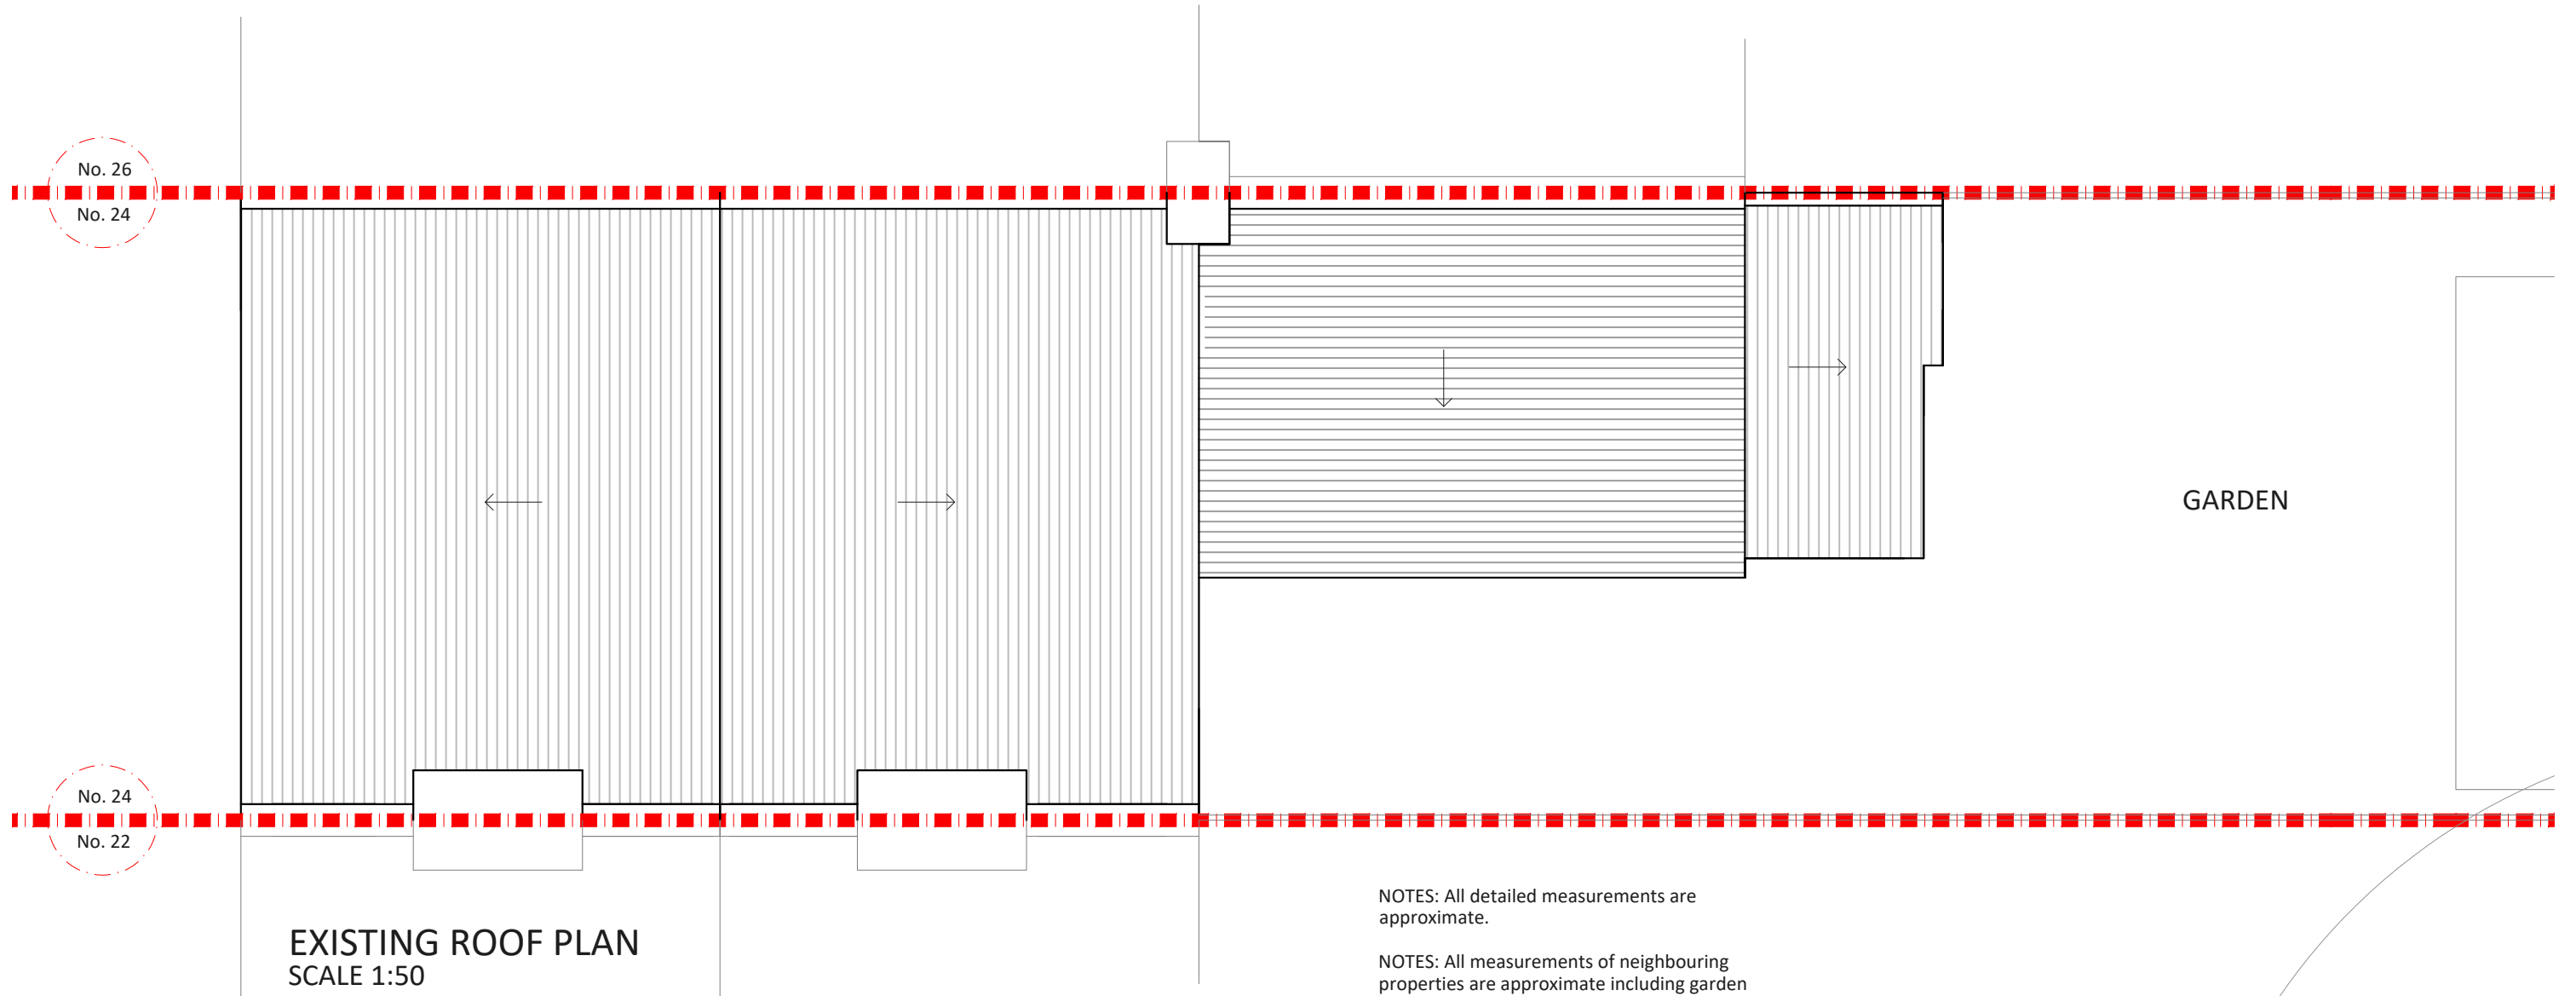 No. 26
No. 24
GARDEN
No. 24
No. 22
EXISTING ROOF PLAN
SCALE 1:50
NOTES: All detailed measurements are
approximate.
NOTES: All measurements of neighbouring
properties are approximate including garden